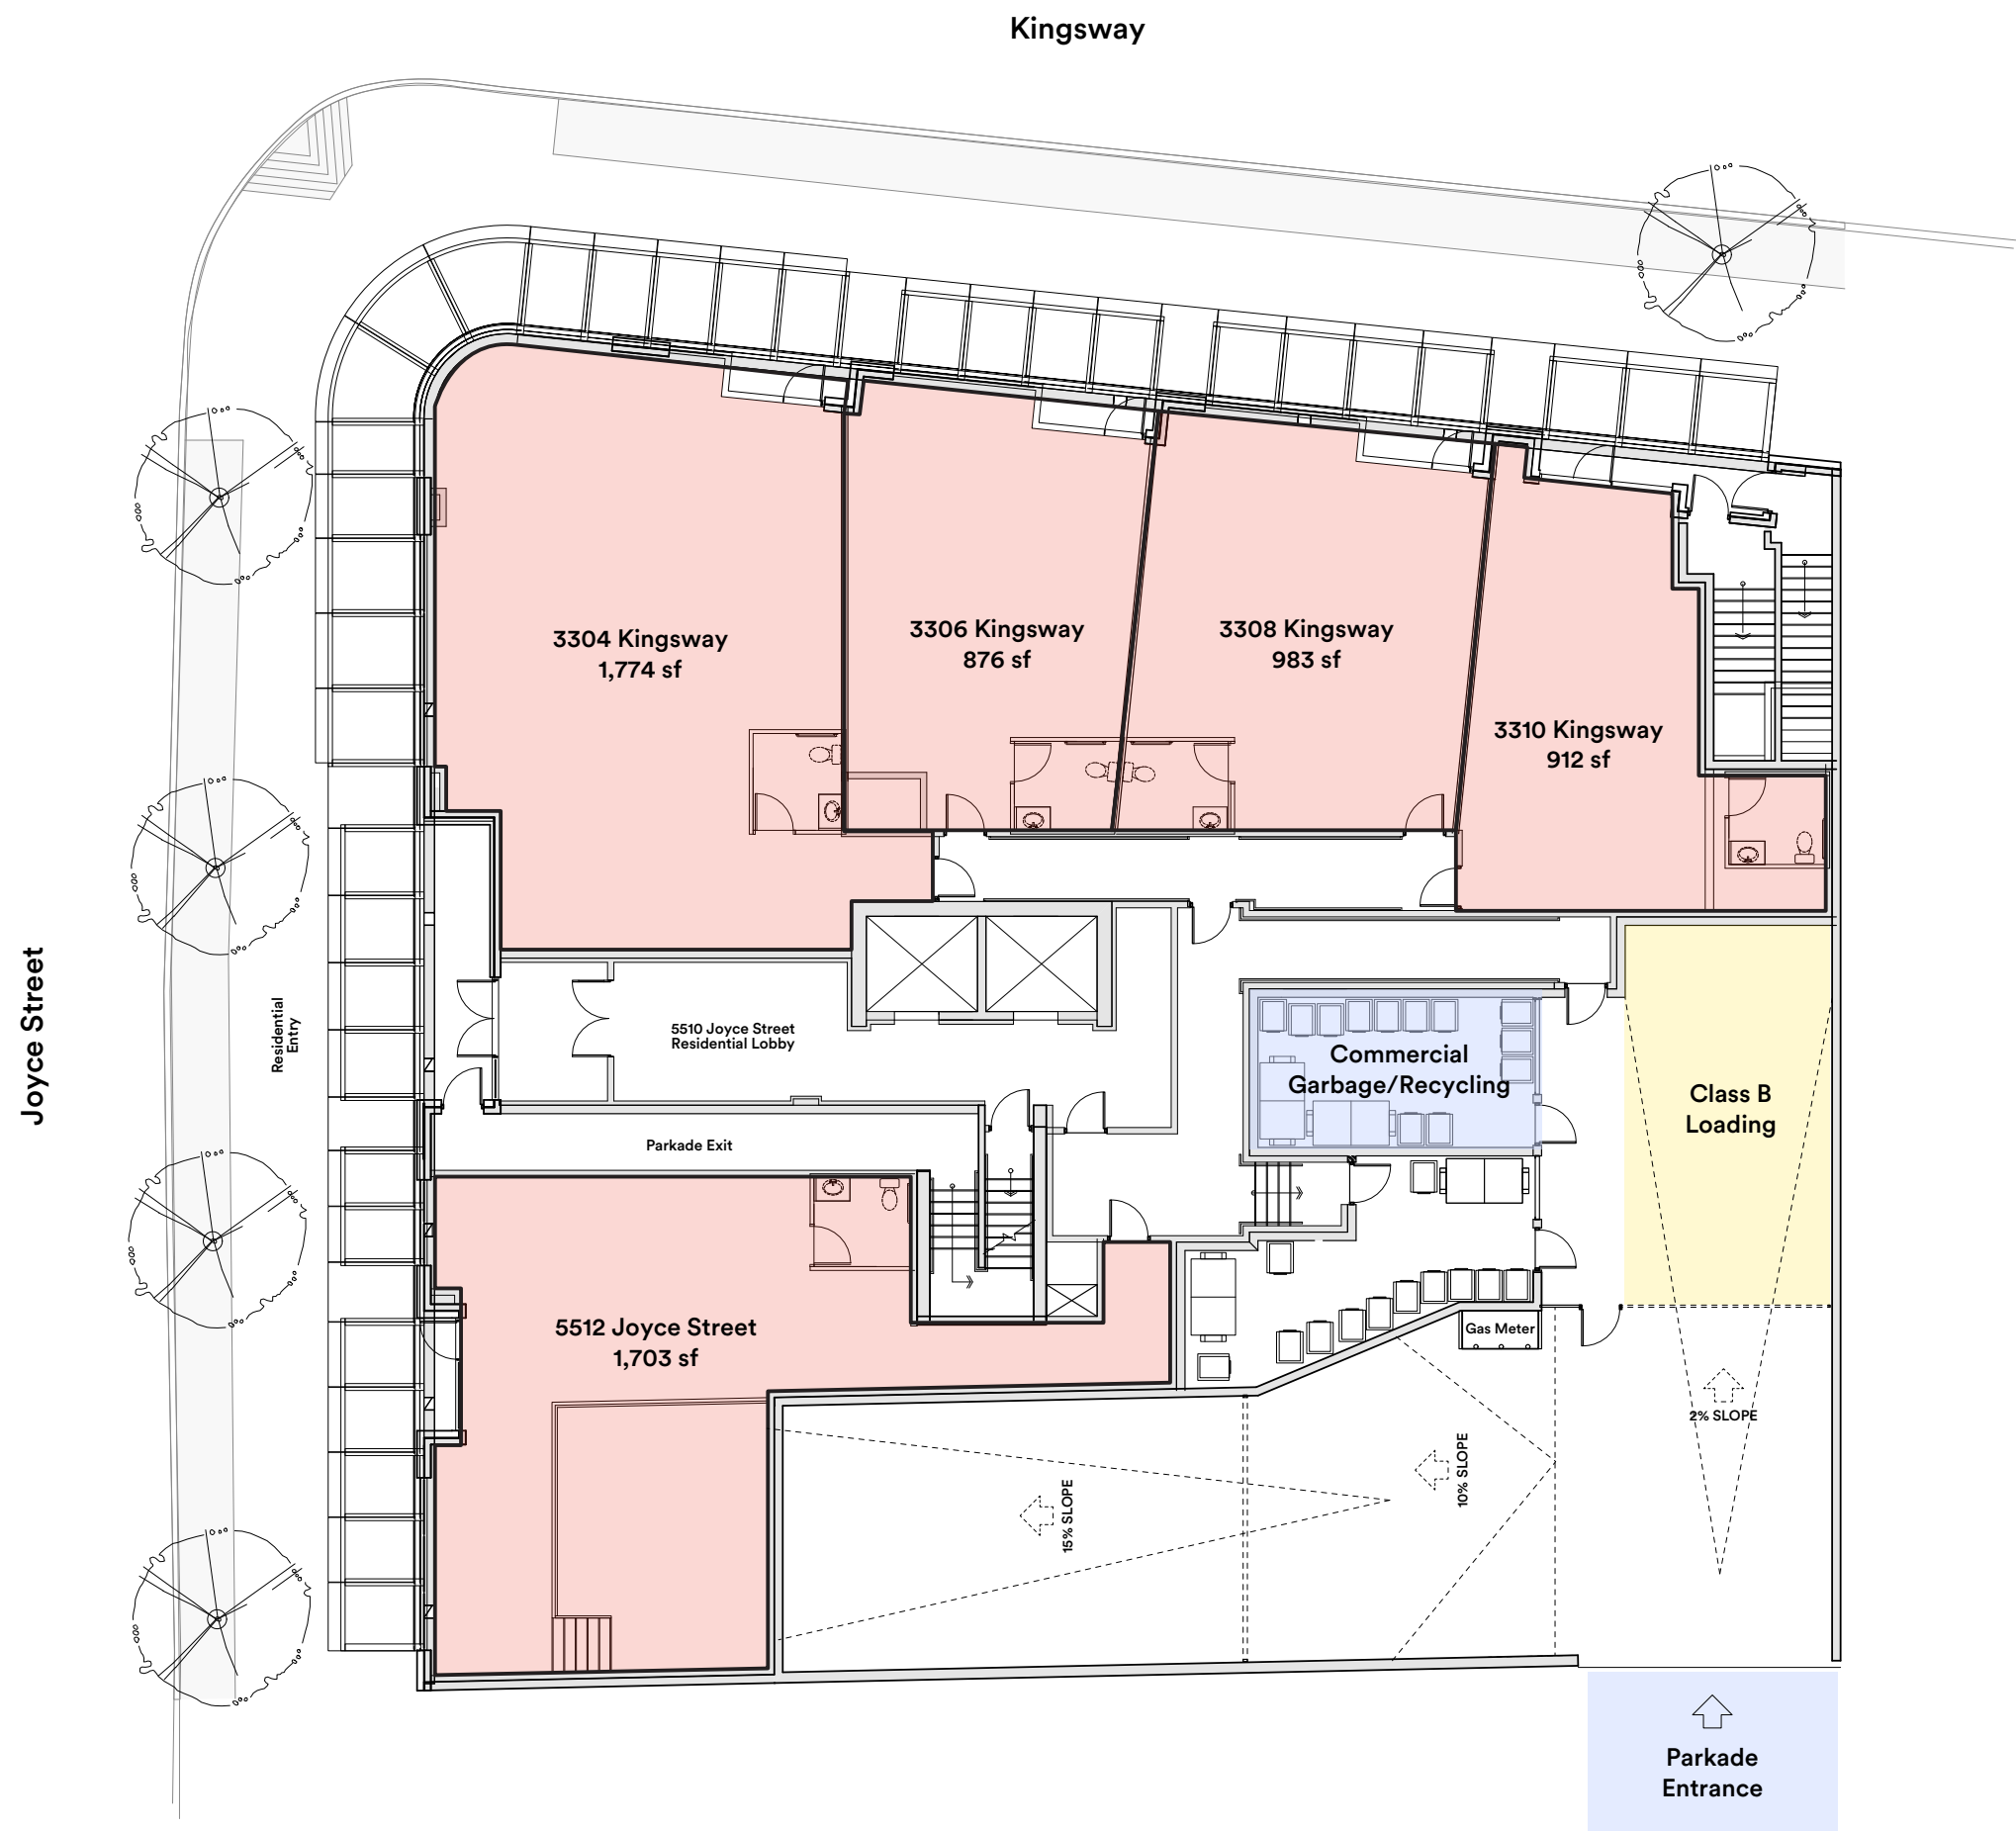 Kingsway
3304 Kingsway
1,774 sf
3306 Kingsway
876 sf
3308 Kingsway
983 sf
3310 Kingsway
912 sf
Joyce Street
Residential
Entry
5510 Joyce Street
Residential Lobby
Commercial
Garbage/Recycling
Class B
Loading
Parkade Exit
5512 Joyce Street
1,703 sf
Gas Meter
2% SLOPE
10% SLOPE
15% SLOPE
Parkade
Entrance